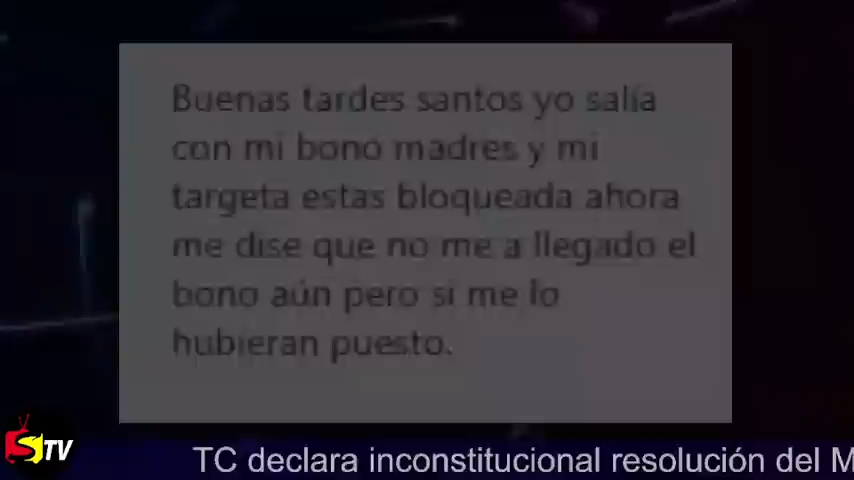 Buenas tardes santos yo salía
con mi bono madres y mi
targeta estas bloqueada ahora
me dise que no me a llegado el
bono aún pero si me lo
hubieran puesto.
STV
TC declara inconstitucional resolución del M